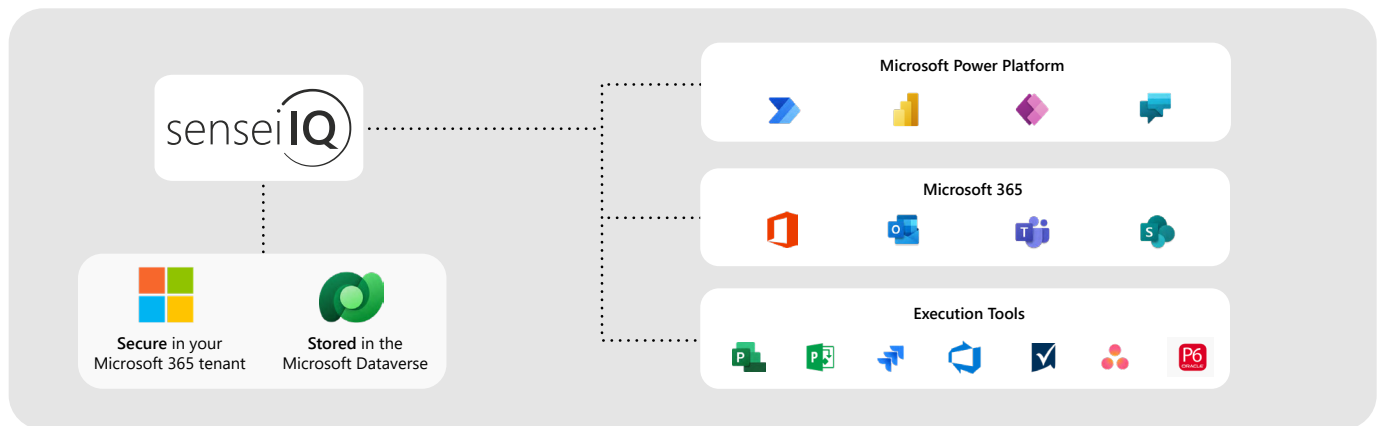 Microsoft Power Platform
senseiIQ
Microsoft 365
O
T
S
Execution Tools
Secure in your
Microsoft 365 tenant
Stored in the
Microsoft Dataverse
P
P
P6
ORACLE